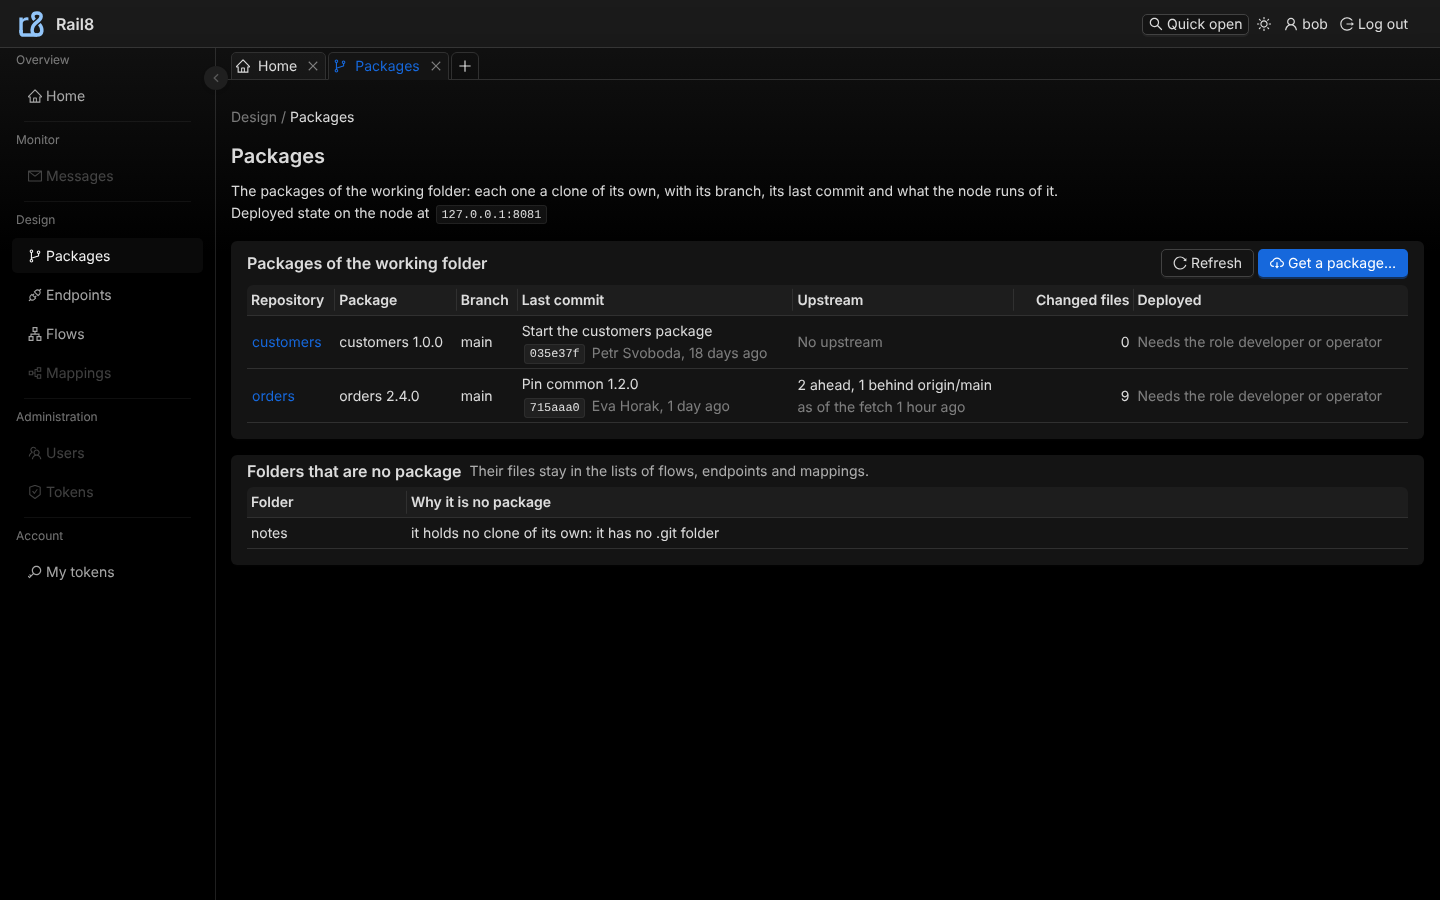 Rail8
Quick open
bob
Log out
Overview
Home
Monitor
Messages
Design
Packages
Endpoints
Flows
Mappings
Administration
Users
Tokens
Account
My tokens
Home
Packages
Design / Packages
Packages
The packages of the working folder: each one a clone of its own, with its branch, its last commit and what the node runs of it.
Deployed state on the node at 127.0.0.1:8081
Packages of the working folder
Refresh
Get a package...
Repository Package Branch Last commit Upstream Changed files Deployed
customers customers 1.0.0 main Start the customers package No upstream 0 Needs the role developer or operator
035e37f Petr Svoboda, 18 days ago
orders orders 2.4.0 main Pin common 1.2.0 2 ahead, 1 behind origin/main 9 Needs the role developer or operator
715aaa0 Eva Horak, 1 day ago as of the fetch 1 hour ago
Folders that are no package Their files stay in the lists of flows, endpoints and mappings.
Folder Why it is no package
notes it holds no clone of its own: it has no .git folder